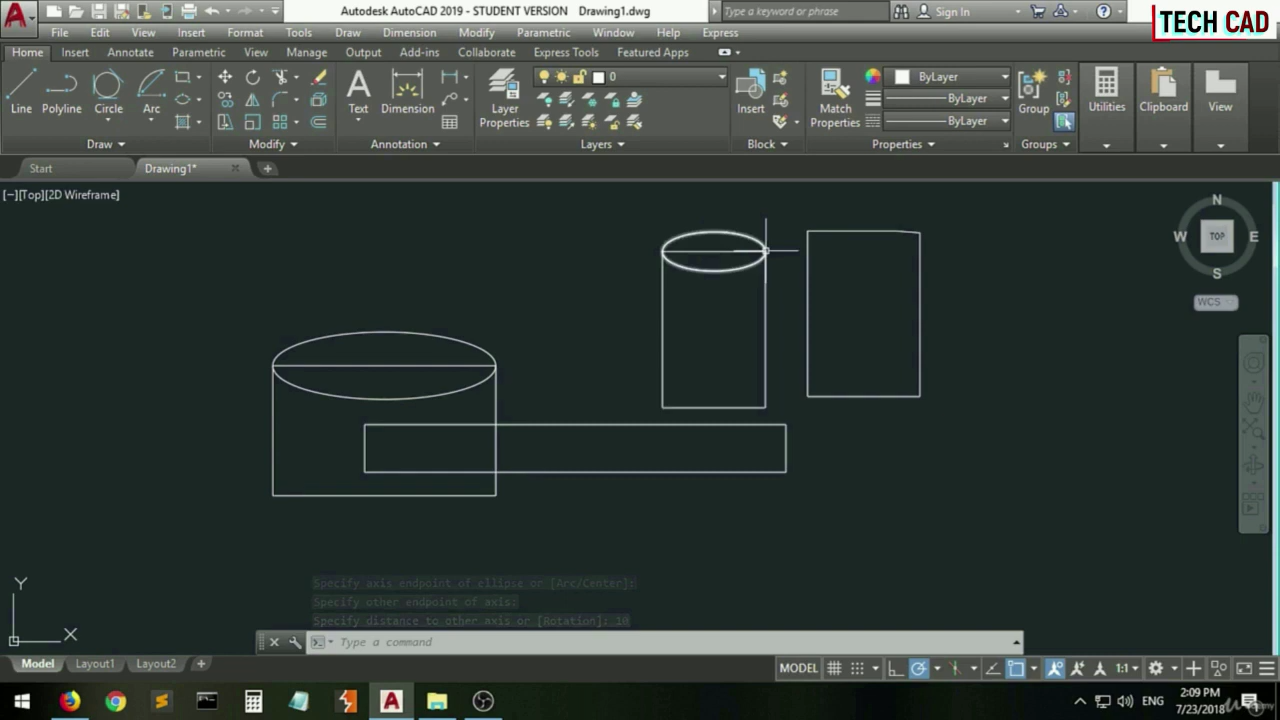 Autodesk AutoCAD 2019 - STUDENT VERSION Drawing1.dwg
Type a keyword or phrase
Sign In
TECH CAD
File Edit View Insert Format Tools Draw Dimension Modify Parametric Window Help Express
Home Insert Annotate Parametric View Manage Output Add-ins Collaborate Express Tools Featured Apps
Line Polyline Circle Arc
Text Dimension
Layer Properties
0
Insert
Match Properties
ByLayer
ByLayer
ByLayer
Group
Utilities Clipboard View
Draw Modify Annotation Layers Block Properties Groups
Start Drawing1*
[−][Top][2D Wireframe]
N
W TOP E
S
WCS
Y
X
Specify axis endpoint of ellipse or [Arc/Center]:
Specify other endpoint of axis:
Specify distance to other axis or [Rotation]: 10
Type a command
Model Layout1 Layout2
MODEL 1:1
ENG
2:09 PM
7/23/2018